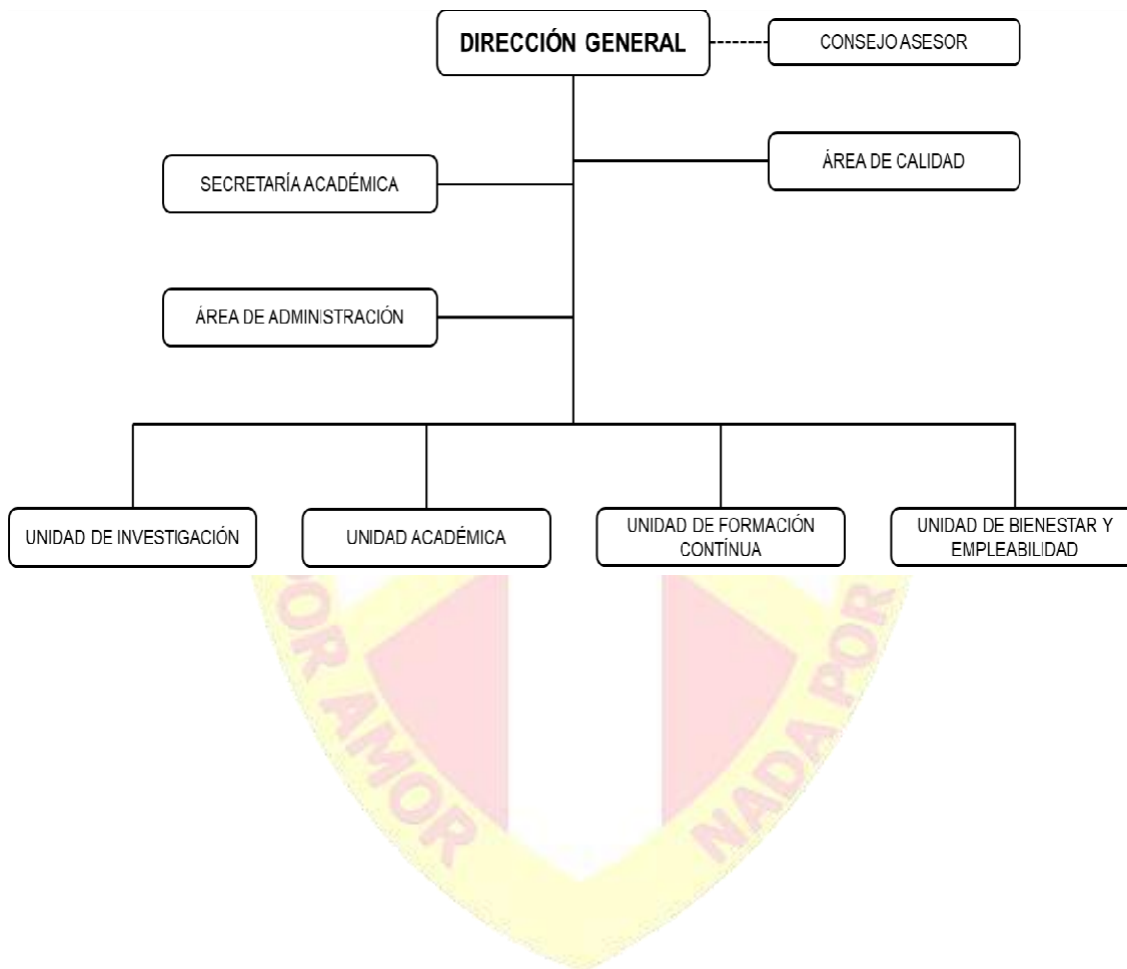 DIRECCIÓN GENERAL
CONSEJO ASESOR
ÁREA DE CALIDAD
SECRETARÍA ACADÉMICA
ÁREA DE ADMINISTRACIÓN
UNIDAD DE INVESTIGACIÓN
UNIDAD ACADÉMICA
UNIDAD DE FORMACIÓN
CONTÍNUA
UNIDAD DE BIENESTAR Y
EMPLEABILIDAD
POR AMOR
NADA POR